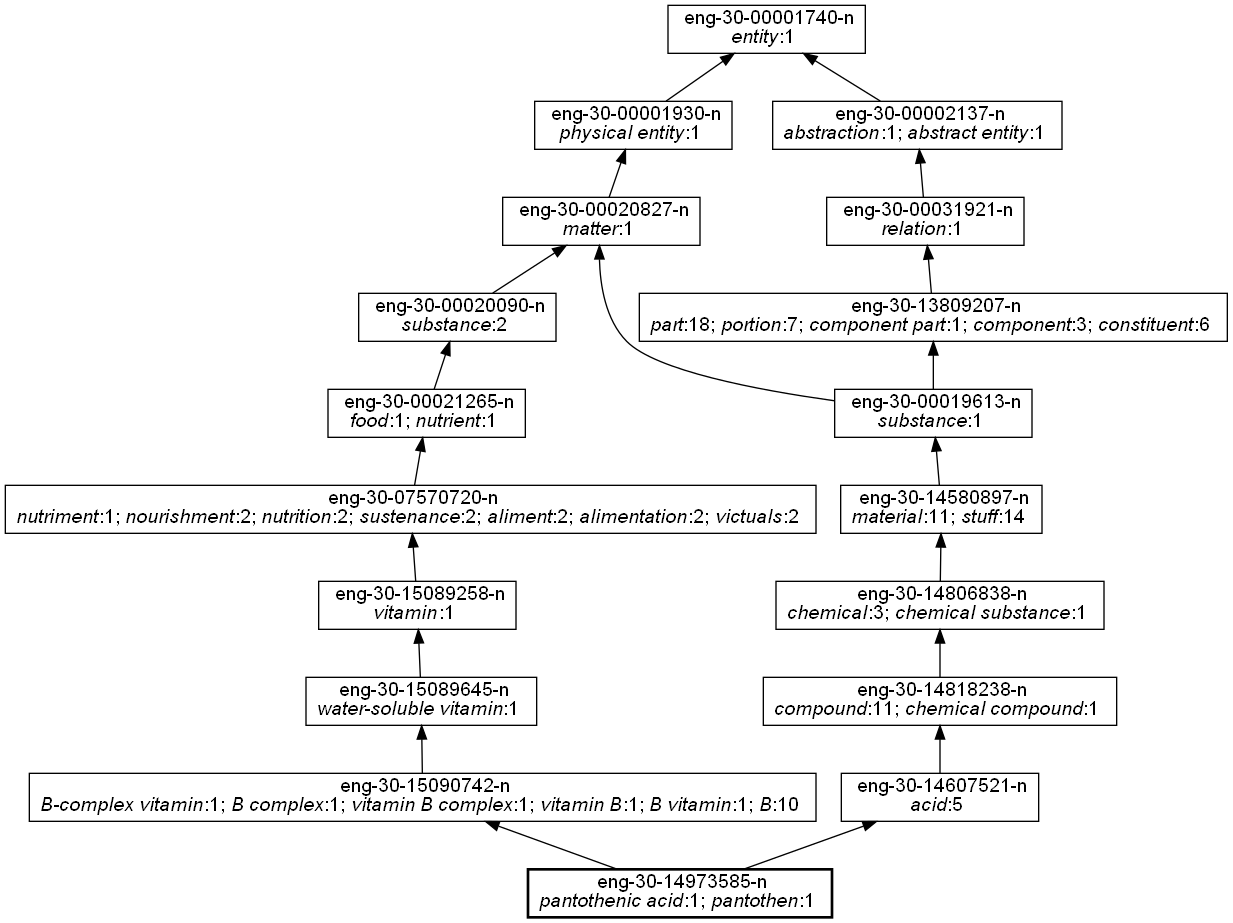 eng-30-00001740-n
entity:1
eng-30-00001930-n
physical entity:1
eng-30-00002137-n
abstraction:1; abstract entity:1
eng-30-00020827-n
matter:1
eng-30-00031921-n
relation:1
eng-30-00020090-n
substance:2
eng-30-13809207-n
part:18; portion:7; component part:1; component:3; constituent:6
eng-30-00021265-n
food:1; nutrient:1
eng-30-00019613-n
substance:1
eng-30-07570720-n
nutriment:1; nourishment:2; nutrition:2; sustenance:2; aliment:2; alimentation:2; victuals:2
eng-30-14580897-n
material:11; stuff:14
eng-30-15089258-n
vitamin:1
eng-30-14806838-n
chemical:3; chemical substance:1
eng-30-15089645-n
water-soluble vitamin:1
eng-30-14818238-n
compound:11; chemical compound:1
eng-30-15090742-n
B-complex vitamin:1; B complex:1; vitamin B complex:1; vitamin B:1; B vitamin:1; B:10
eng-30-14607521-n
acid:5
eng-30-14973585-n
pantothenic acid:1; pantothen:1